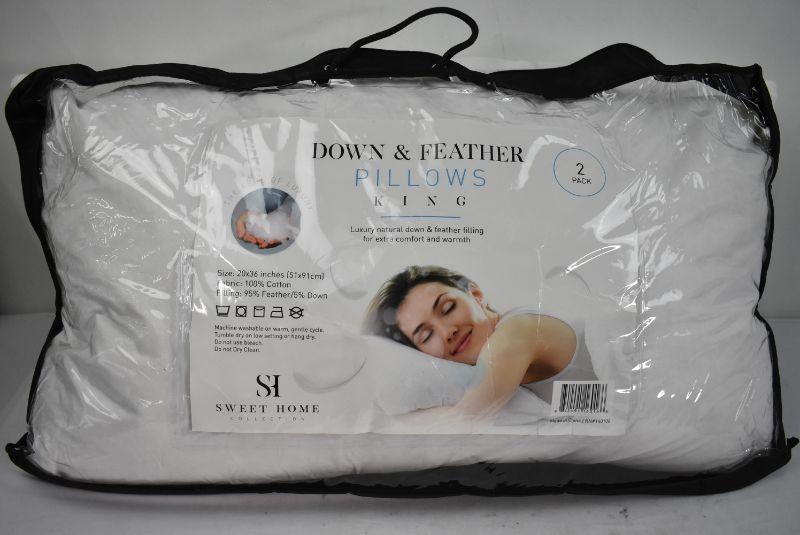 DOWN & FEATHER
PILLOWS
KING
2
PACK
Luxury natural down & feather filling
for extra comfort and warmth
Size: 20x36 inches (51x91cm)
Fabric: 100% Cotton
Filling: 95% Feather/5% Down
Machine washable on warm, gentle cycle.
Tumble dry on low setting or hang dry.
Do not use bleach.
Do not Dry Clean.
SH
SWEET HOME
COLLECTION